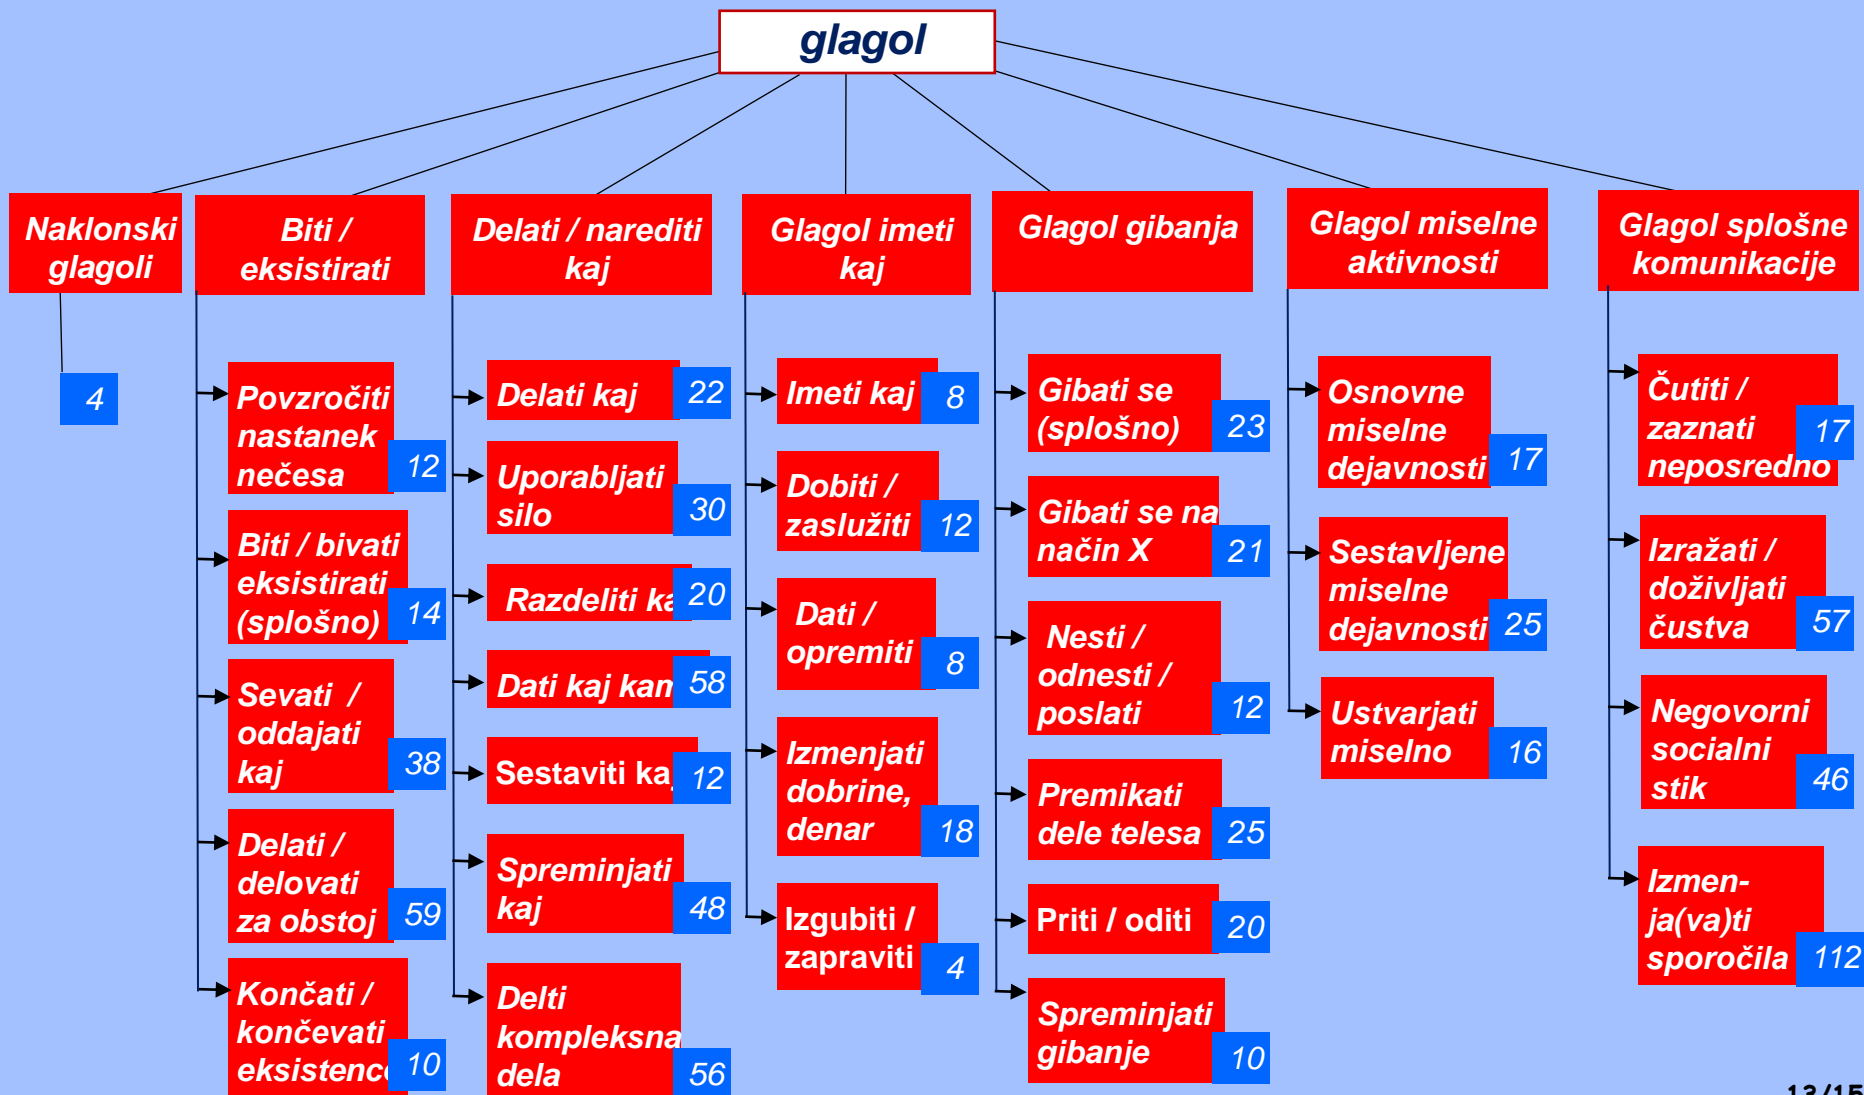 glagol
Naklonski
glagoli
4
Biti /
eksistirati
Povzročiti
nastanek
nečesa
12
Biti / bivati
eksistirati
(splošno)
14
Sevati /
oddajati
kaj
38
Delati /
delovati
za obstoj
59
Končati /
končevati
10
Delati / narediti
kaj
Delati kaj
22
Uporabljati
silo
30
Razdeliti
20
Dati kaj
58
Sestaviti
12
Spreminjati
kaj
48
Delti
kompleksna
dela
56
Glagol imeti
kaj
Imeti kaj
8
Dobiti /
zaslužiti
12
Dati /
opremiti
8
Izmenjati
dobrine,
denar
18
Izgubiti /
zapraviti
4
Glagol gibanja
Gibati se
(splošno)
23
Gibati se na
način X
21
Nesti /
odnesti /
poslati
12
Premikati
dele telesa
25
Priti / oditi
20
Spreminjati
gibanje
10
Glagol miselne
aktivnosti
Osnovne
miselne
dejavnosti
17
Sestavljene
miselne
dejavnosti
25
Ustvarjati
miselno
16
Glagol splošne
komunikacije
Čutiti /
zaznati
neposredno
17
Izražati /
doživljati
čustva
57
Negovorni
socialni
stik
46
Izmen-
ja(va)ti
sporočila
112